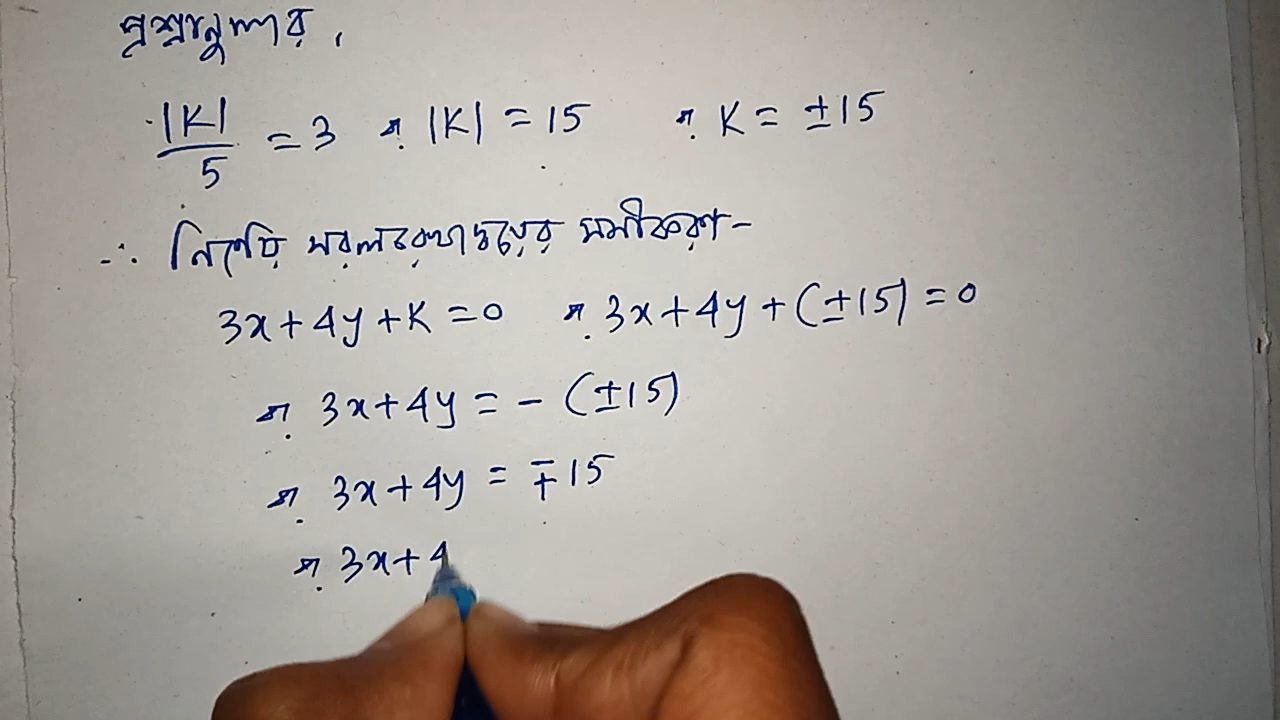 প্রশ্নানুসারে,
|K|/5 = 3 বা, |K| = 15 বা, K = ±15
∴ নির্ণেয় সরলরেখাদ্বয়ের সমীকরণ-
3x+4y+K=0 বা, 3x+4y+(±15)=0
বা, 3x+4y = -(±15)
বা, 3x+4y = ∓15
বা, 3x+4